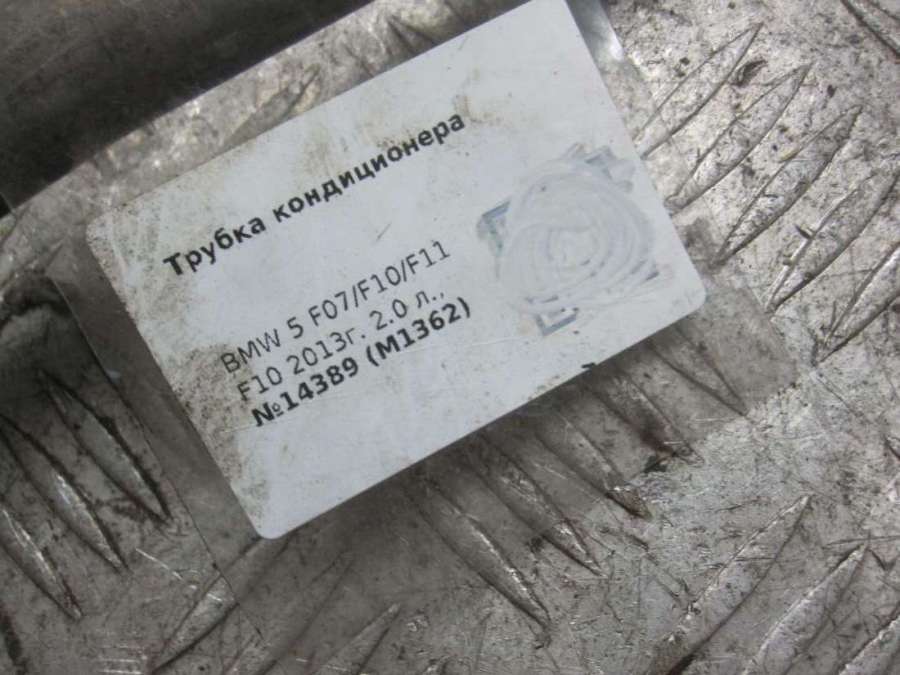 Трубка кондиционера
BMW 5 F07/F10/F11
F10 2013г. 2.0 л.,
№14389 (M1362)